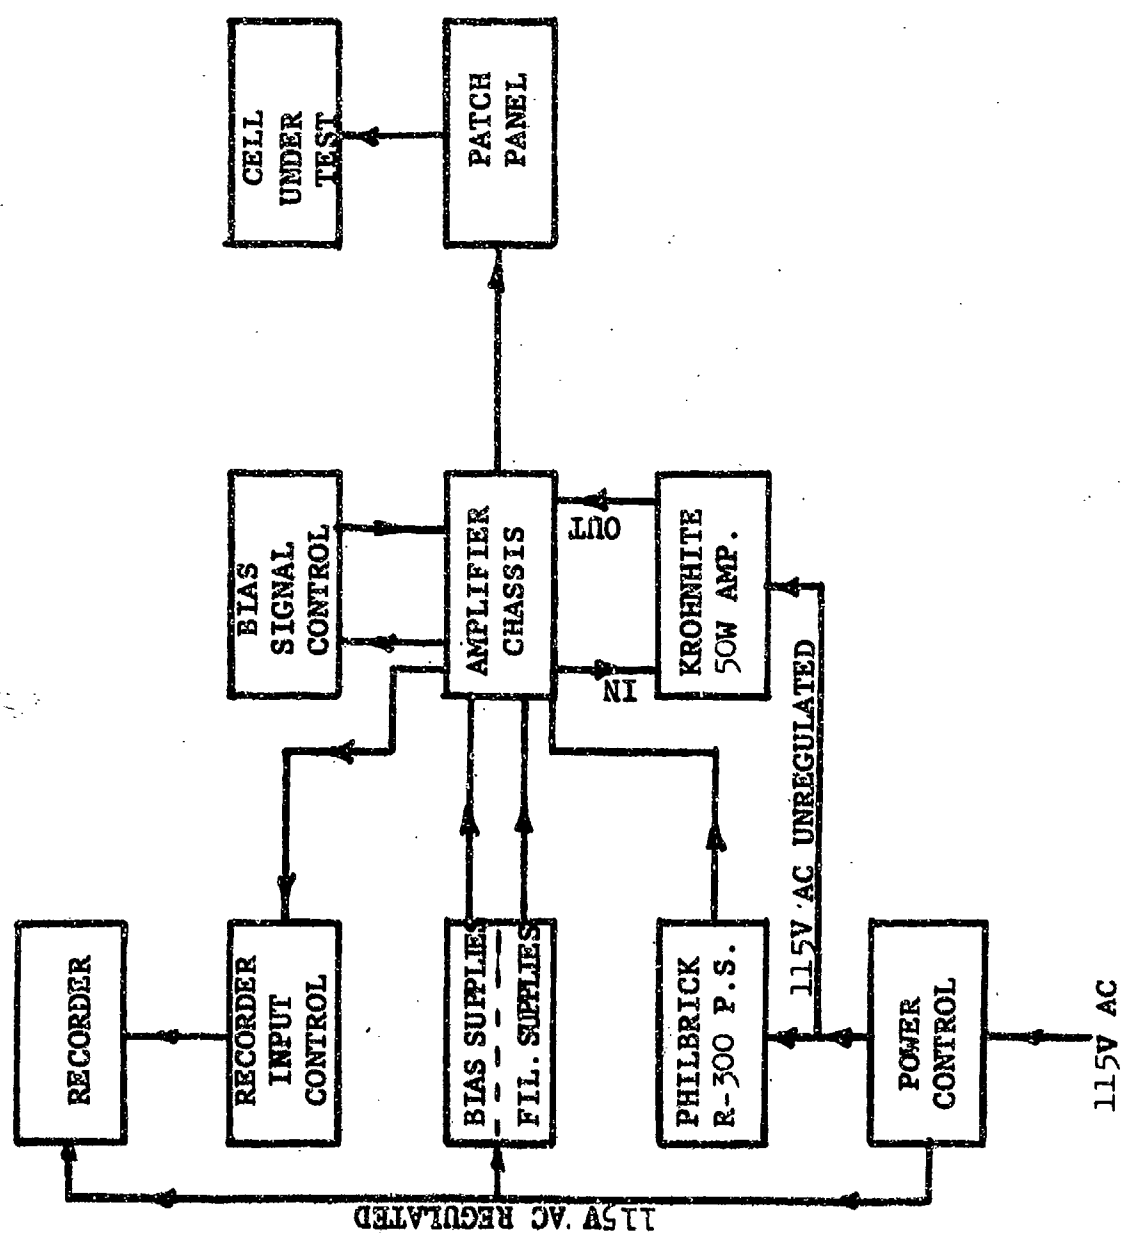 CELL
UNDER
TEST
PATCH
PANEL
BIAS
SIGNAL
CONTROL
AMPLIFIER
CHASSIS
OUT
IN
KROHNHITE
50W AMP.
115V AC UNREGULATED
RECORDER
RECORDER
INPUT
CONTROL
BIAS SUPPLIES
FIL. SUPPLIES
PHILBRICK
R-300 P.S.
POWER
CONTROL
115V AC
115V AC REGULATED